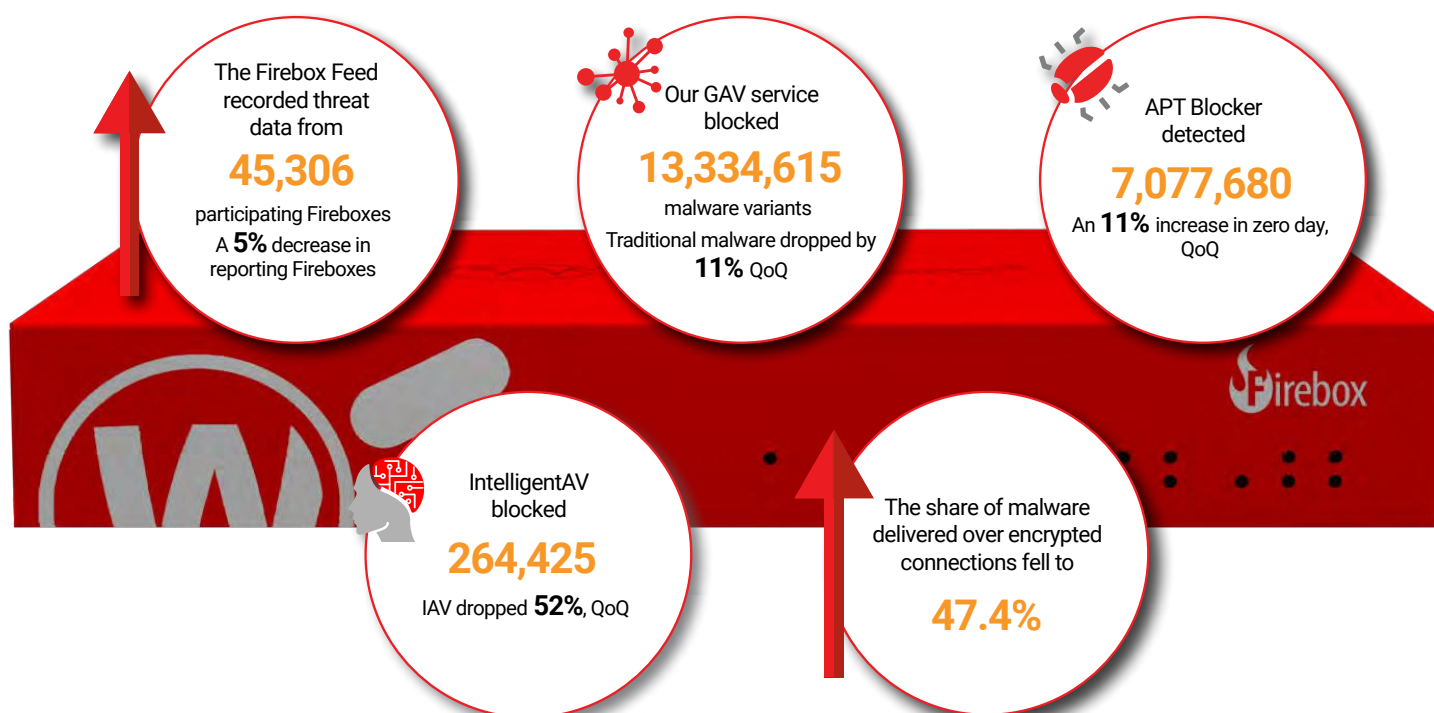 The Firebox Feed
recorded threat
data from
45,306
participating Fireboxes
A 5% decrease in
reporting Fireboxes
Our GAV service
blocked
13,334,615
malware variants
Traditional malware dropped by
11% QoQ
APT Blocker
detected
7,077,680
An 11% increase in zero day,
QoQ
Firebox
W
IntelligentAV
blocked
264,425
IAV dropped 52%, QoQ
The share of malware
delivered over encrypted
connections fell to
47.4%